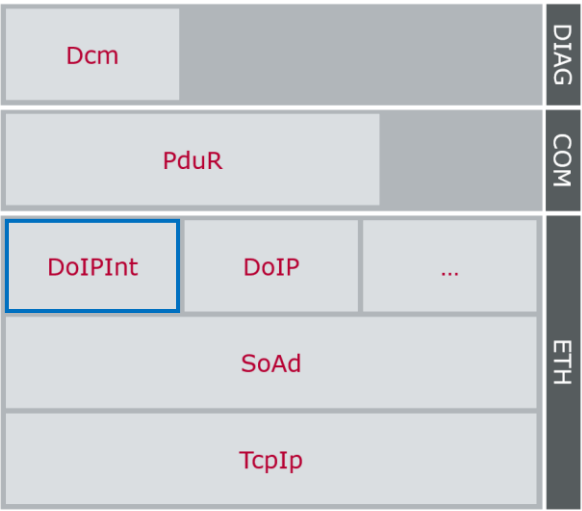 Dcm
DIAG
PduR
COM
DoIPInt
DoIP
...
ETH
SoAd
TcpIp